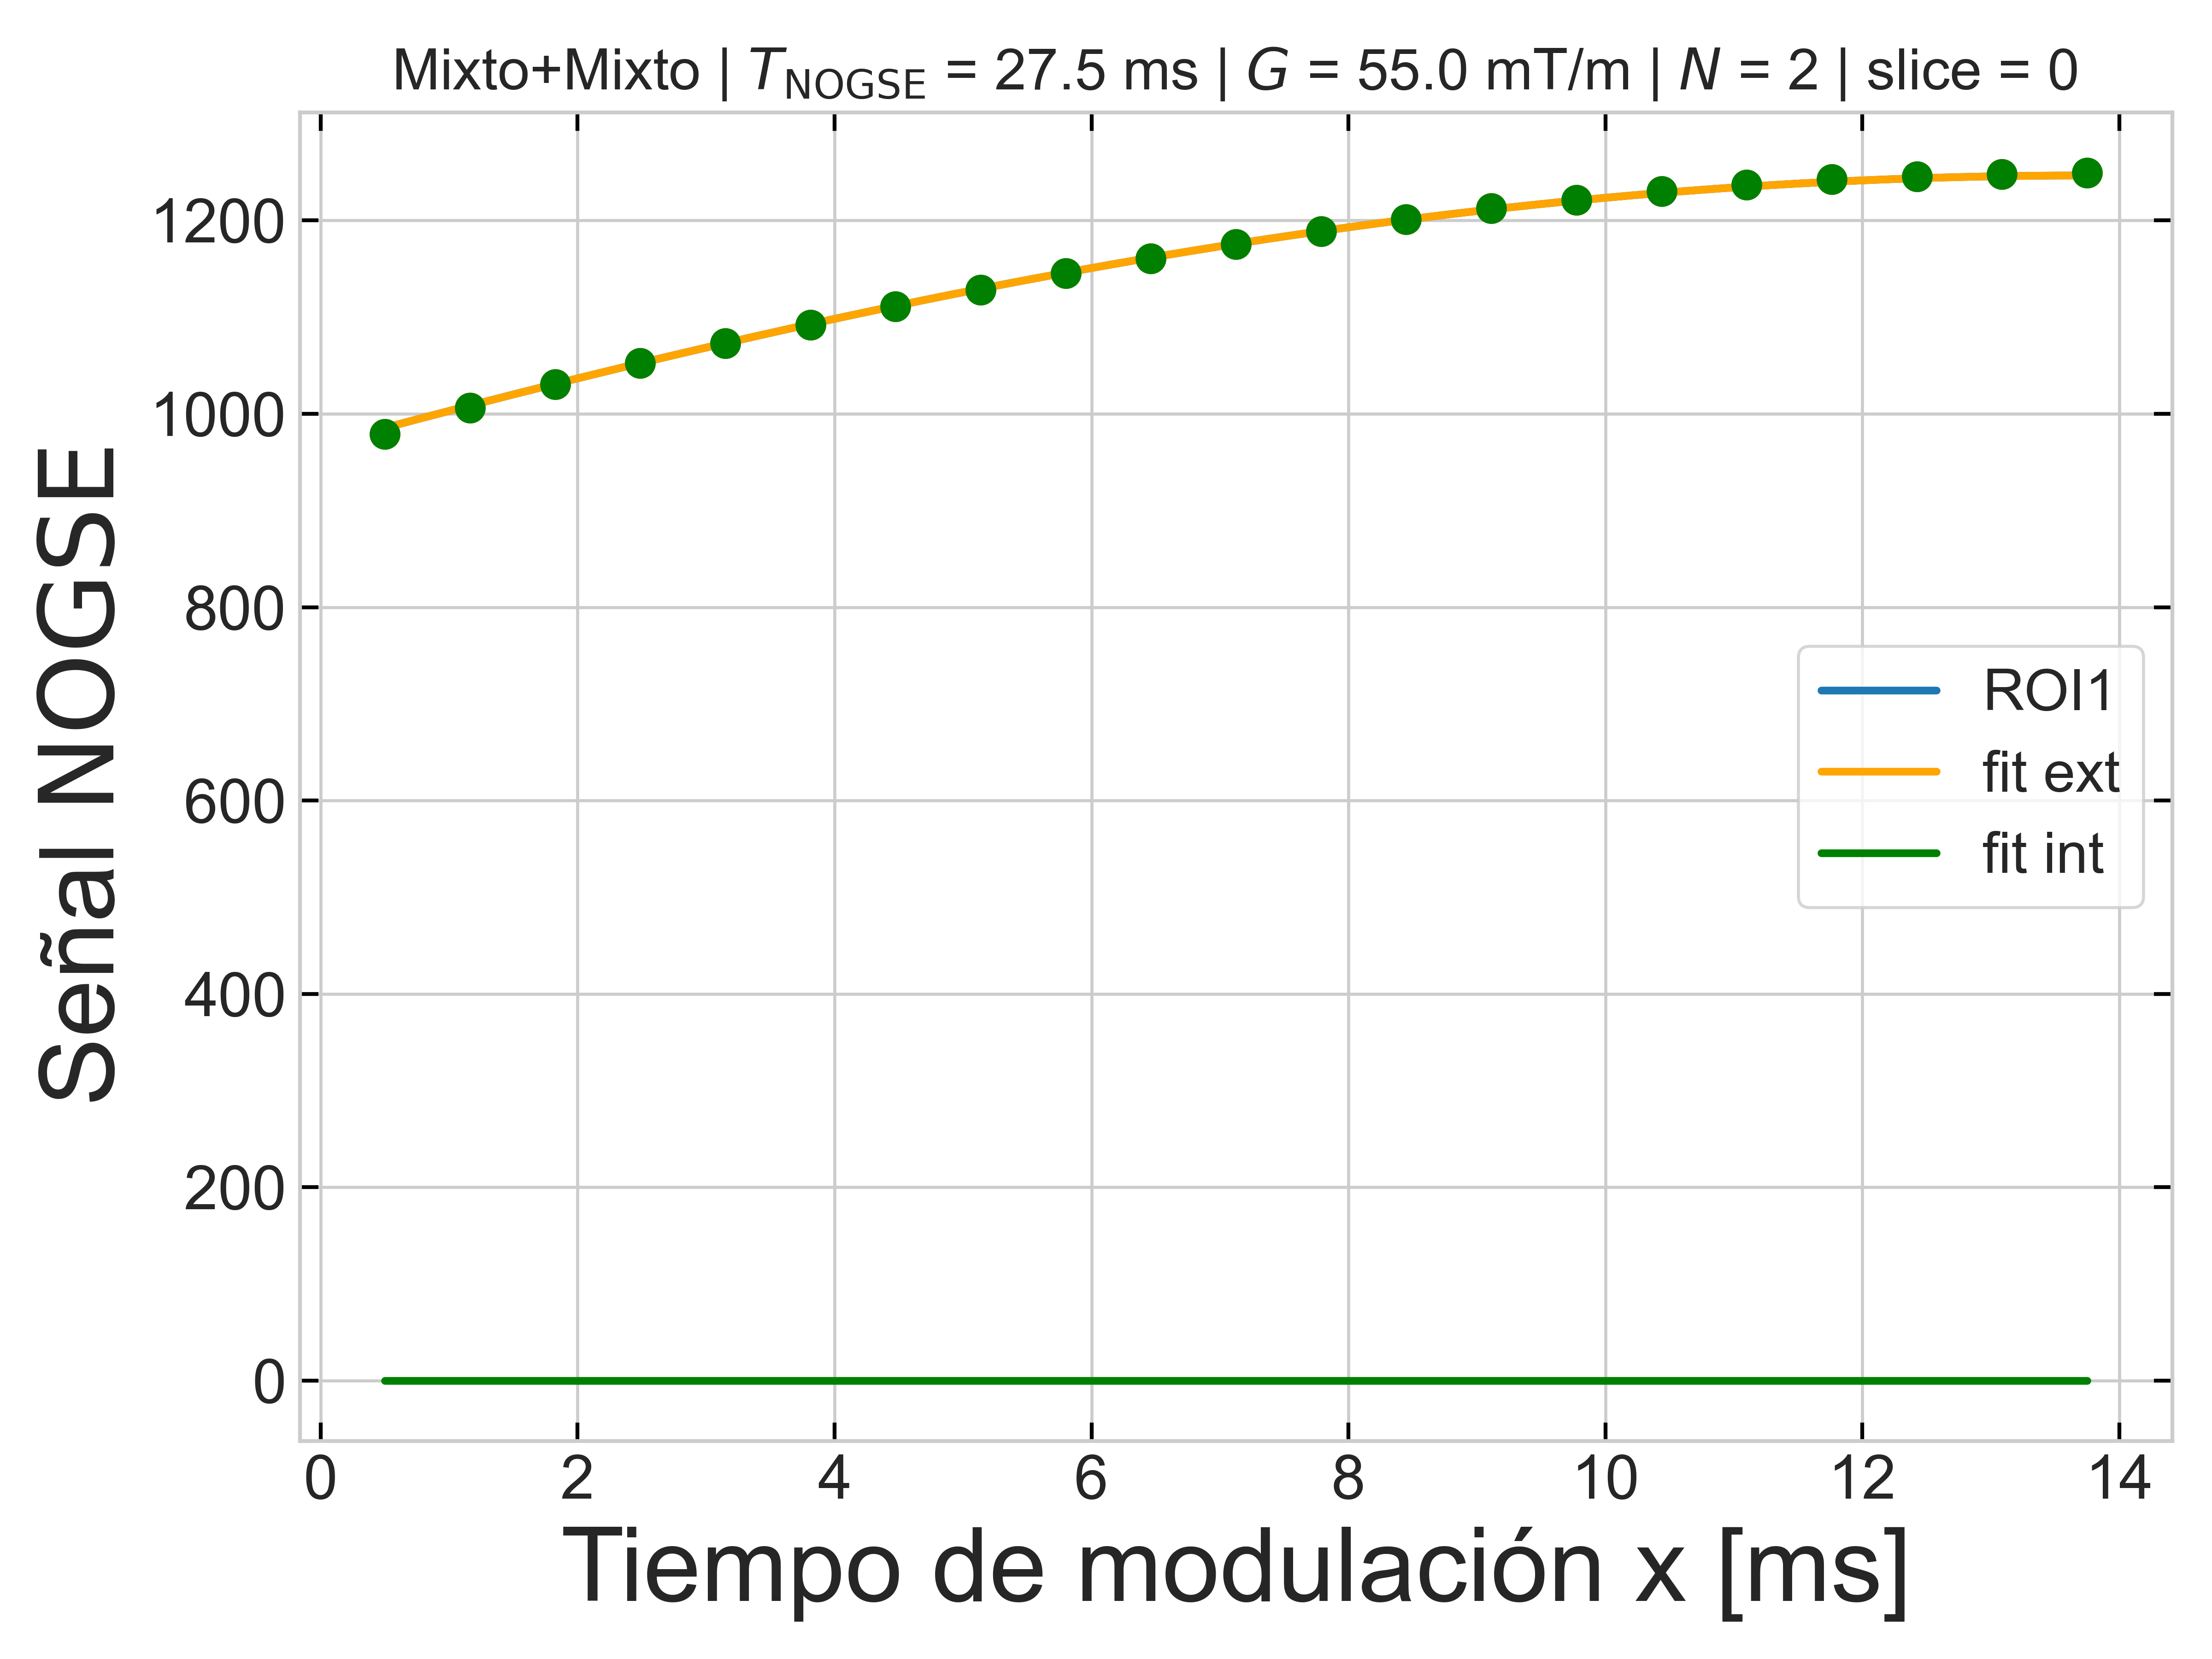 Mixto+Mixto | T_NOGSE = 27.5 ms | G = 55.0 mT/m | N = 2 | slice = 0
Señal NOGSE
1200
1000
800
600
400
200
0
ROI1
fit ext
fit int
0 2 4 6 8 10 12 14
Tiempo de modulación x [ms]